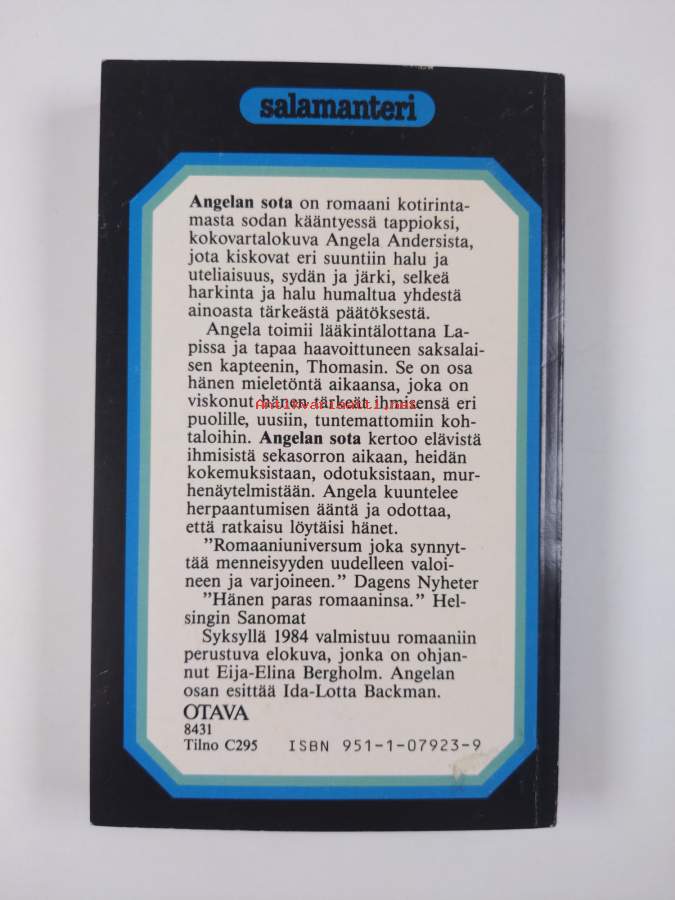 salamanteri
Angelan sota on romaani kotirinta-
masta sodan kääntyessä tappioksi,
kokovartalokuva Angela Andersista,
jota kiskovat eri suuntiin halu ja
uteliaisuus, sydän ja järki, selkeä
harkinta ja halu humaltua yhdestä
ainoasta tärkeästä päätöksestä.
Angela toimii lääkintälottana La-
pissa ja tapaa haavoittuneen saksalai-
sen kapteenin, Thomasin. Se on osa
hänen mieletöntä aikaansa, joka on
viskonut hänen tärkeät ihmisensä eri
Antikvariaatti.net
puolille, uusiin, tuntemattomiin koh-
taloihin. Angelan sota kertoo elävistä
ihmisistä sekasorron aikaan, heidän
kokemuksistaan, odotuksistaan, mur-
henäytelmistään. Angela kuuntelee
herpaantumisen ääntä ja odottaa,
että ratkaisu löytäisi hänet.
"Romaaniuniversum joka synnyt-
tää menneisyyden uudelleen valoi-
neen ja varjoineen." Dagens Nyheter
"Hänen paras romaaninsa." Hel-
singin Sanomat
Syksyllä 1984 valmistuu romaaniin
perustuva elokuva, jonka on ohjan-
nut Eija-Elina Bergholm. Angelan
osan esittää Ida-Lotta Backman.
OTAVA
8431
Tilno C295 ISBN 951-1-07923-9